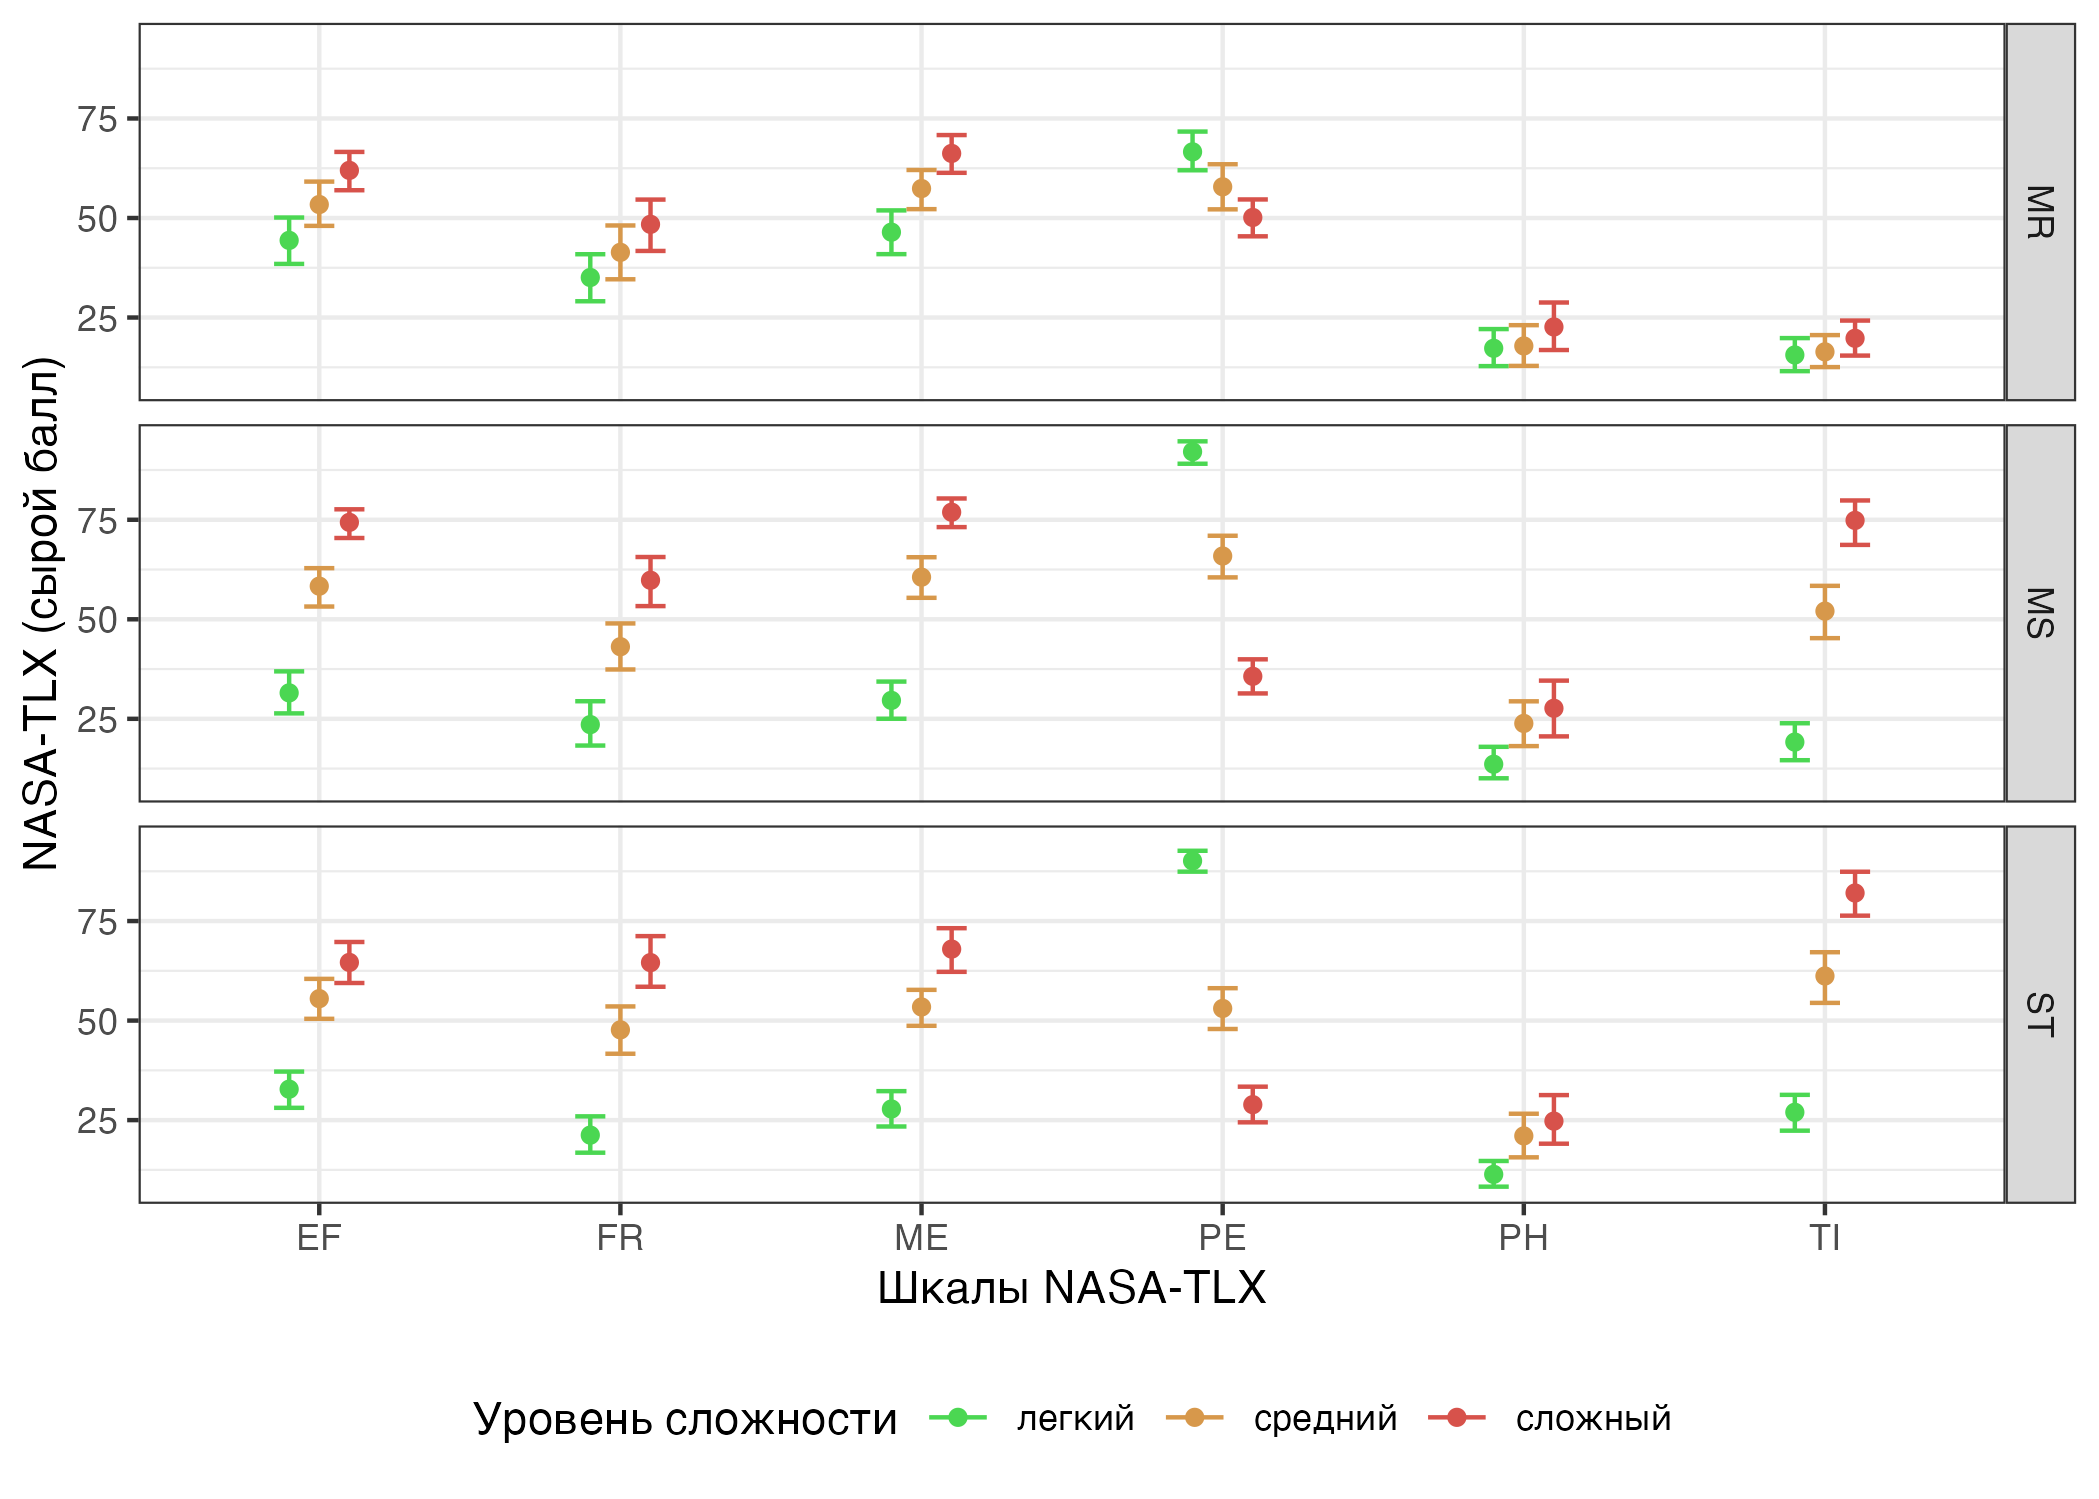 NASA-TLX (сырой балл)
75
50
25
MR
75
50
25
MS
75
50
25
ST
EF FR ME PE PH TI
Шкалы NASA-TLX
Уровень сложности легкий средний сложный